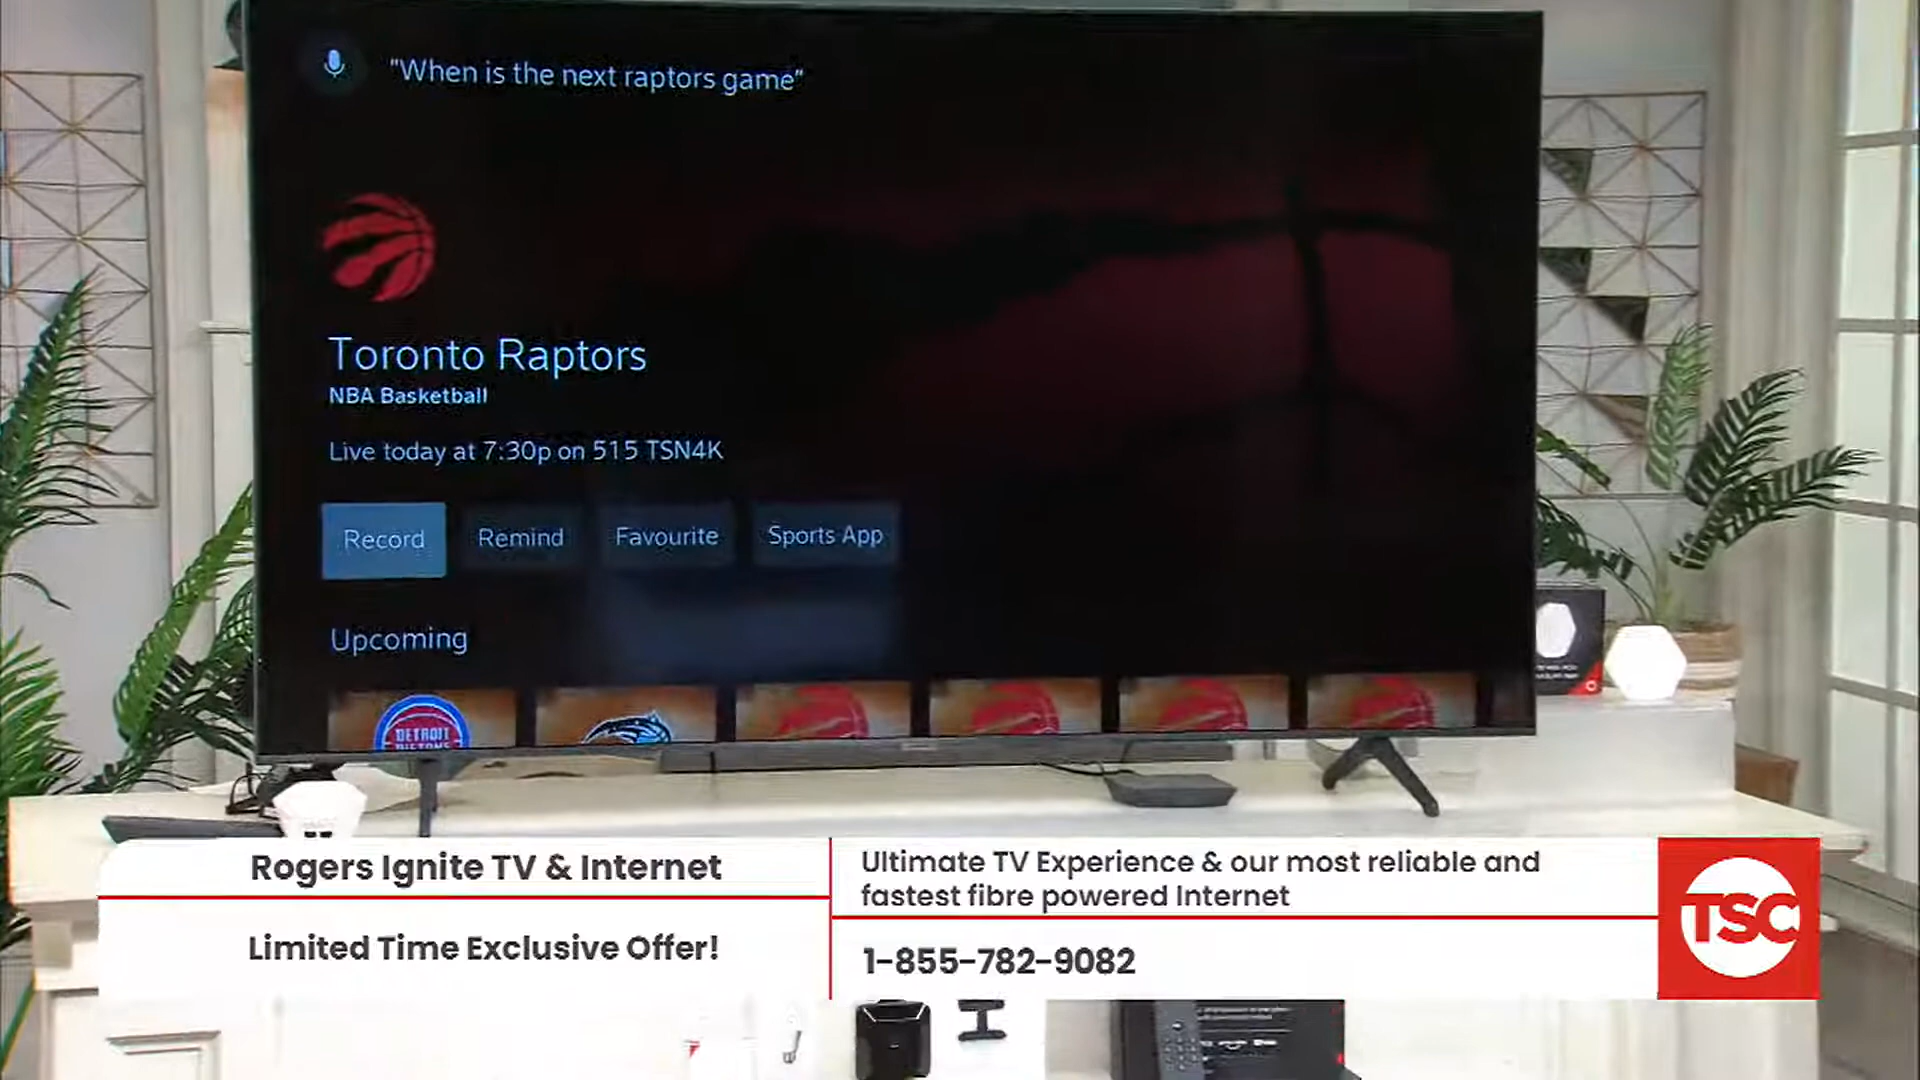 "When is the next raptors game"
Toronto Raptors
NBA Basketball
Live today at 7:30p on 515 TSN4K
Record
Remind
Favourite
Sports App
Upcoming
DETROIT
PISTONS
Rogers Ignite TV & Internet
Limited Time Exclusive Offer!
Ultimate TV Experience & our most reliable and
fastest fibre powered Internet
1-855-782-9082
TSC